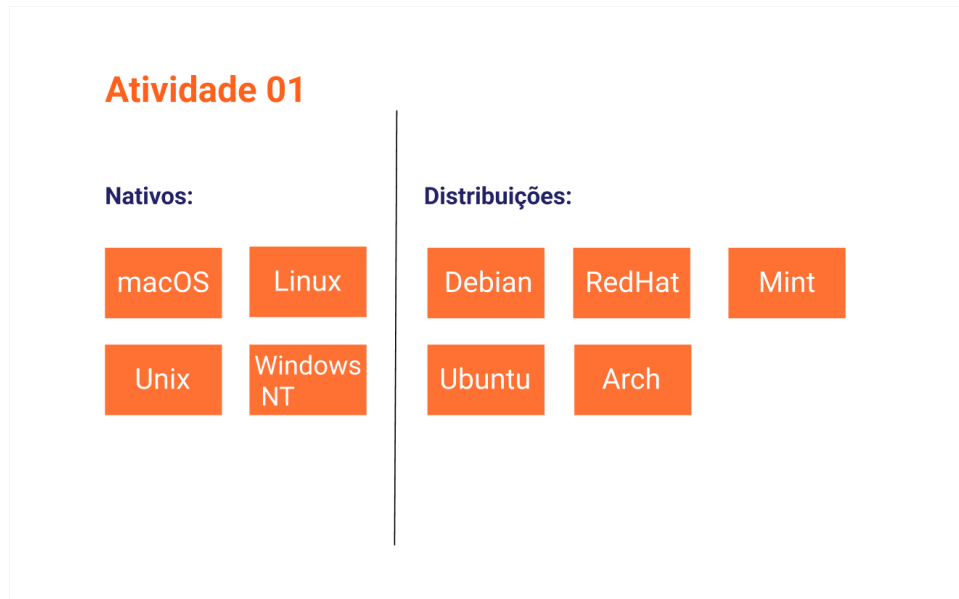 Atividade 01
Nativos:
macOS
Linux
Unix
Windows
NT
Distribuições:
Debian
RedHat
Mint
Ubuntu
Arch